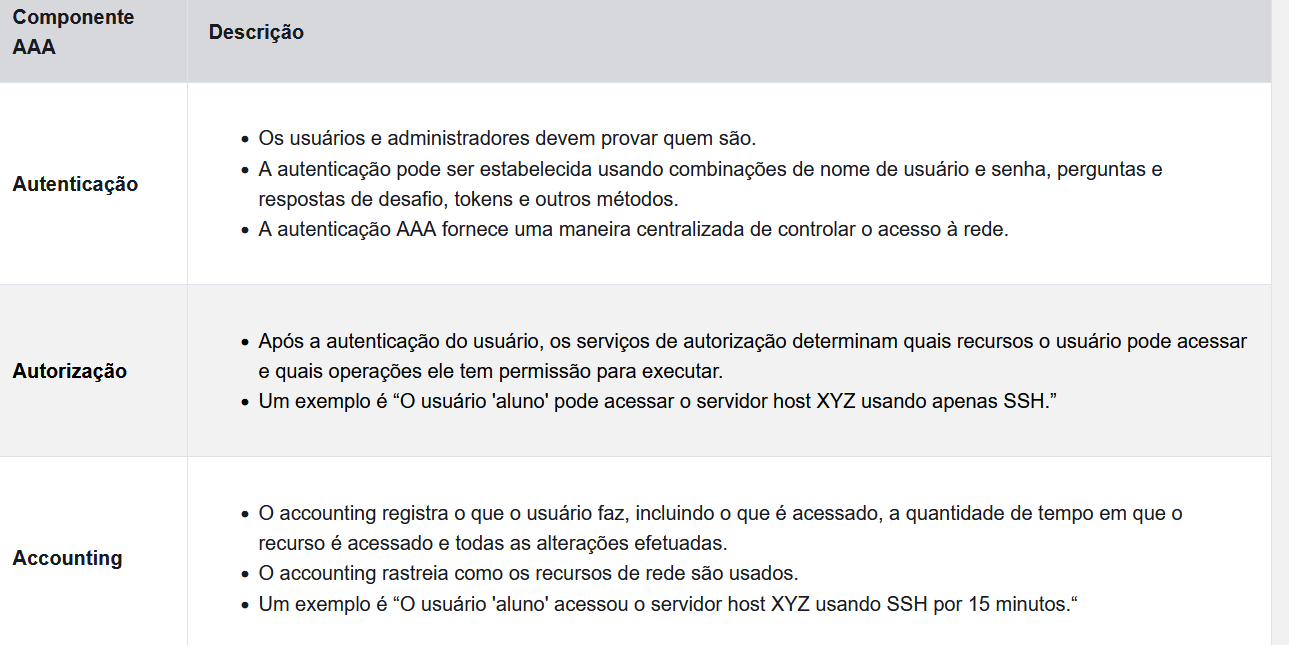 Componente
AAA
Descrição
Autenticação
• Os usuários e administradores devem provar quem são.
• A autenticação pode ser estabelecida usando combinações de nome de usuário e senha, perguntas e
respostas de desafio, tokens e outros métodos.
• A autenticação AAA fornece uma maneira centralizada de controlar o acesso à rede.
Autorização
• Após a autenticação do usuário, os serviços de autorização determinam quais recursos o usuário pode acessar
e quais operações ele tem permissão para executar.
• Um exemplo é “O usuário 'aluno' pode acessar o servidor host XYZ usando apenas SSH.”
Accounting
• O accounting registra o que o usuário faz, incluindo o que é acessado, a quantidade de tempo em que o
recurso é acessado e todas as alterações efetuadas.
• O accounting rastreia como os recursos de rede são usados.
• Um exemplo é “O usuário 'aluno' acessou o servidor host XYZ usando SSH por 15 minutos.“